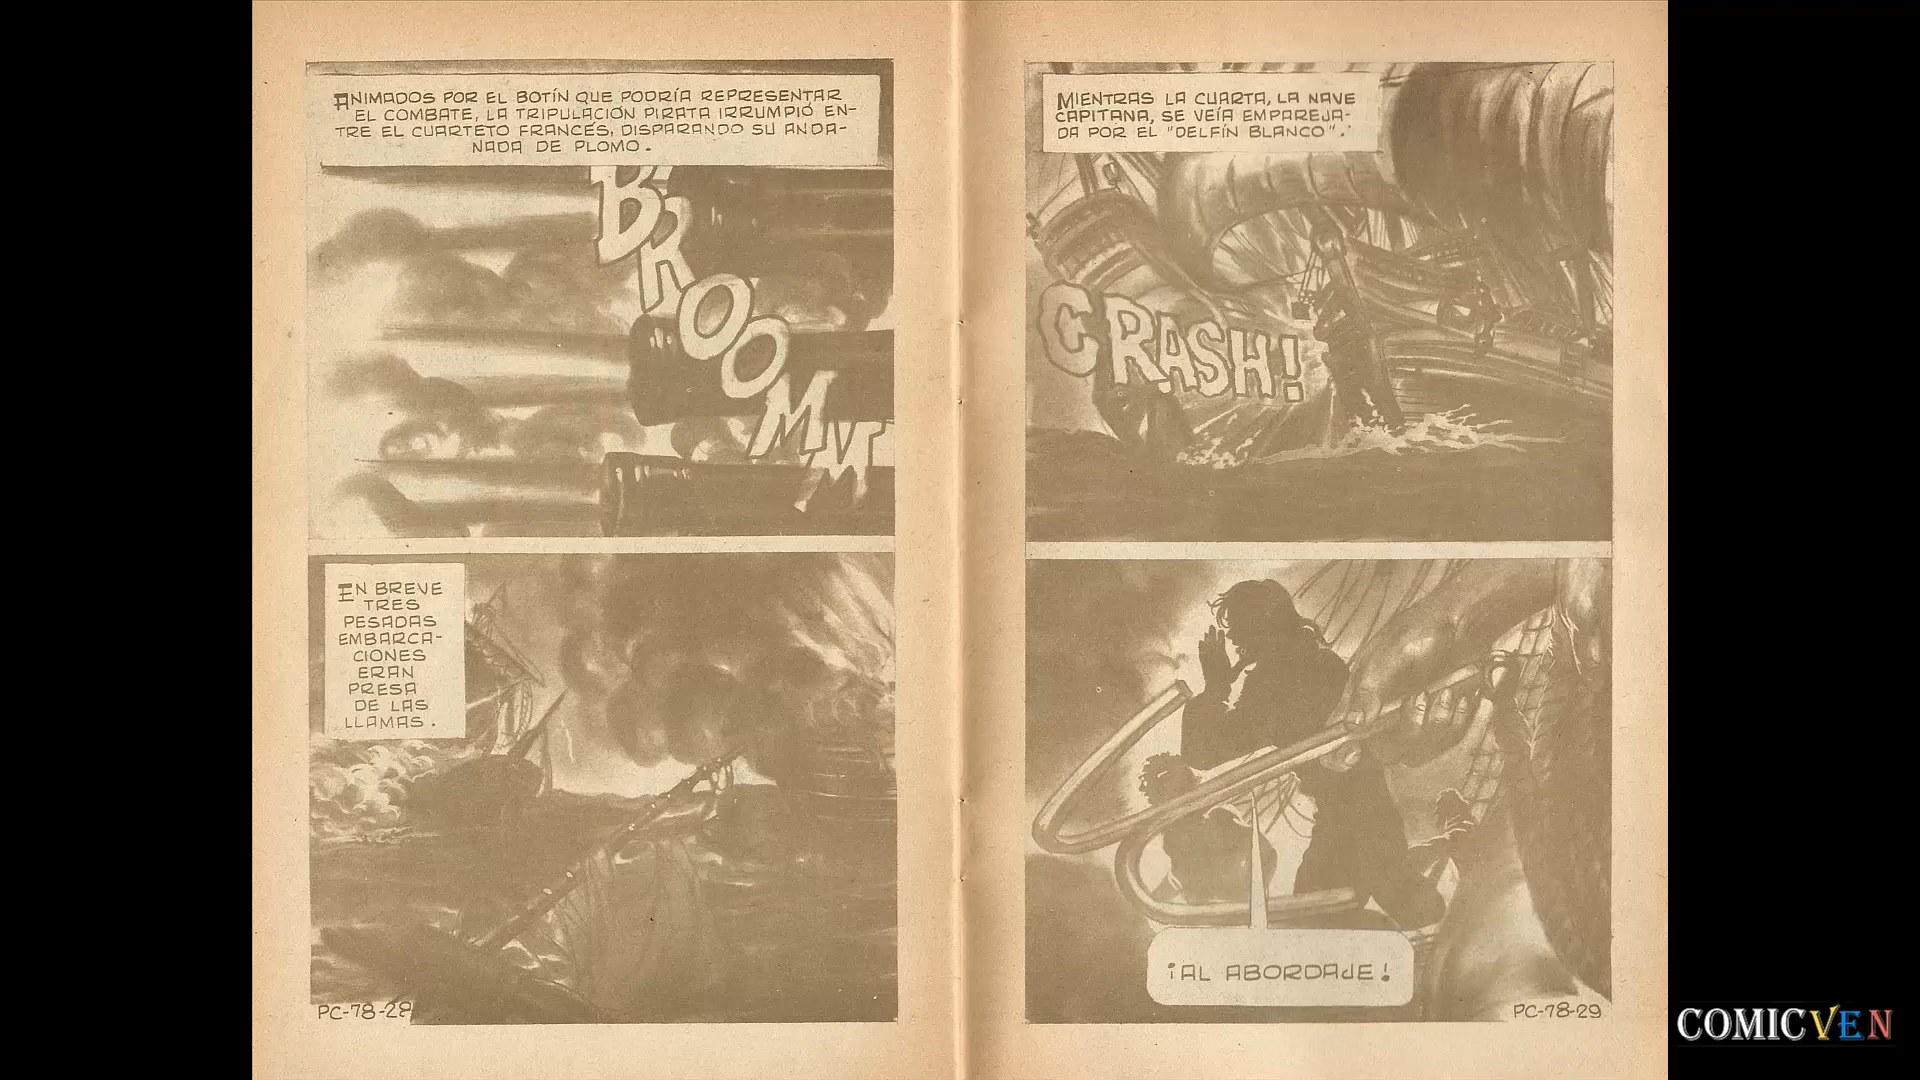 ANIMADOS POR EL BOTÍN QUE PODRÍA REPRESENTAR
EL COMBATE, LA TRIPULACIÓN PIRATA IRRUMPIÓ EN-
TRE EL CUARTETO FRANCÉS, DISPARANDO SU ANDA-
NADA DE PLOMO.
BROOMMM
EN BREVE
TRES
PESADAS
EMBARCA-
CIONES
ERAN
PRESA
DE LAS
LLAMAS.
PC-78-28
MIENTRAS LA CUARTA, LA NAVE
CAPITANA, SE VEÍA EMPAREJA-
DA POR EL "DELFÍN BLANCO".
CRASH!
¡AL ABORDAJE!
PC-78-29
COMICVEN